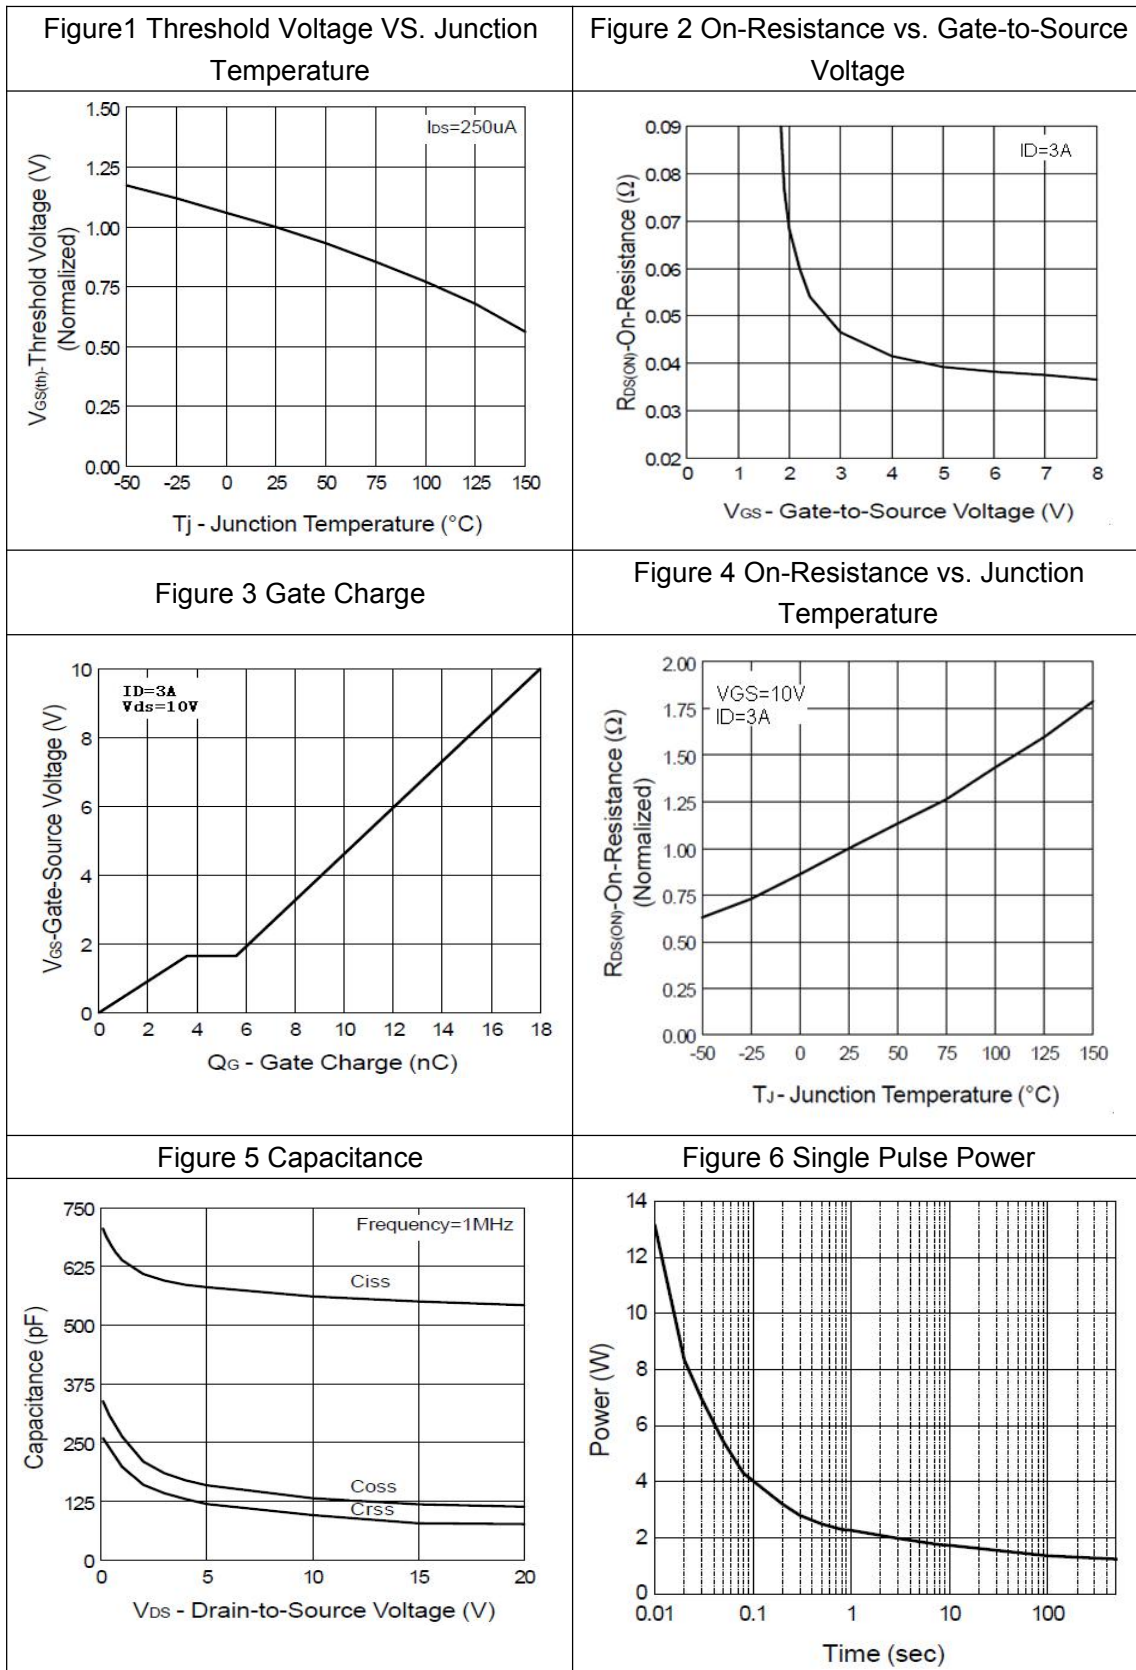 Figure1 Threshold Voltage VS. Junction
Temperature
Figure 2 On-Resistance vs. Gate-to-Source
Voltage
1.50
1.25
1.00
0.75
0.50
0.25
0.00
IDS=250uA
VGS(th)-Threshold Voltage (V)
(Normalized)
-50 -25 0 25 50 75 100 125 150
Tj - Junction Temperature (°C)
0.09
0.08
0.07
0.06
0.05
0.04
0.03
0.02
ID=3A
RDS(ON)-On-Resistance (Ω)
0 1 2 3 4 5 6 7 8
VGS - Gate-to-Source Voltage (V)
Figure 3 Gate Charge
Figure 4 On-Resistance vs. Junction
Temperature
10
8
6
4
2
0
ID=3A
Vds=10V
VGS-Gate-Source Voltage (V)
0 2 4 6 8 10 12 14 16 18
QG - Gate Charge (nC)
2.00
1.75
1.50
1.25
1.00
0.75
0.50
0.25
0.00
VGS=10V
ID=3A
RDS(ON)-On-Resistance (Ω)
(Normalized)
-50 -25 0 25 50 75 100 125 150
TJ- Junction Temperature (°C)
Figure 5 Capacitance
Figure 6 Single Pulse Power
750
625
500
375
250
125
0
Frequency=1MHz
Ciss
Coss
Crss
Capacitance (pF)
0 5 10 15 20
VDS - Drain-to-Source Voltage (V)
14
12
10
8
6
4
2
0
Power (W)
0.01 0.1 1 10 100
Time (sec)